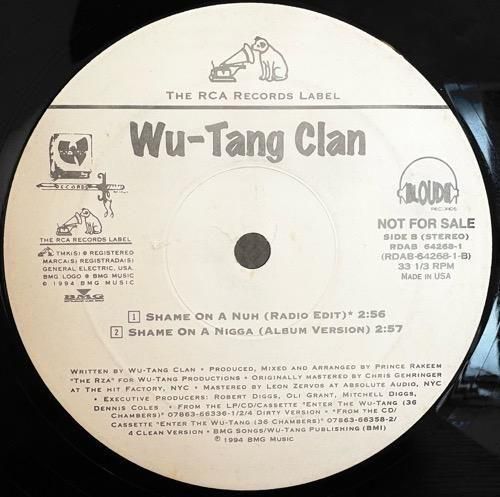 THE RCA RECORDS LABEL
Wu-Tang Clan
RECORDS
LOUD
RECORDS
THE RCA RECORDS LABEL
TMK(S) ® REGISTERED
MARCA(S) REGISTRADA(S)
GENERAL ELECTRIC, USA.
BMG LOGO ® BMG MUSIC
© 1994 BMG MUSIC
BMG
NOT FOR SALE
SIDE B (STEREO)
RDAB 64268-1
(RDAB-64268-1-B)
33 1/3 RPM
MADE IN USA
1 SHAME ON A NUH (RADIO EDIT)* 2:56
2 SHAME ON A NIGGA (ALBUM VERSION) 2:57
WRITTEN BY WU-TANG CLAN • PRODUCED, MIXED AND ARRANGED BY PRINCE RAKEEM
"THE RZA" FOR WU-TANG PRODUCTIONS • ORIGINALLY MASTERED BY CHRIS GEHRINGER
AT THE HIT FACTORY, NYC • MASTERED BY LEON ZERVOS AT ABSOLUTE AUDIO, NYC
• EXECUTIVE PRODUCERS: ROBERT DIGGS, OLI GRANT, MITCHELL DIGGS,
DENNIS COLES • FROM THE LP/CD/CASSETTE "ENTER THE WU-TANG (36
CHAMBERS)" 07863-66336-1/2/4 DIRTY VERSION • *FROM THE CD/
CASSETTE "ENTER THE WU-TANG (36 CHAMBERS)" 07863-66358-2/
4 CLEAN VERSION • BMG SONGS/WU-TANG PUBLISHING (BMI)
℗ 1994 BMG MUSIC